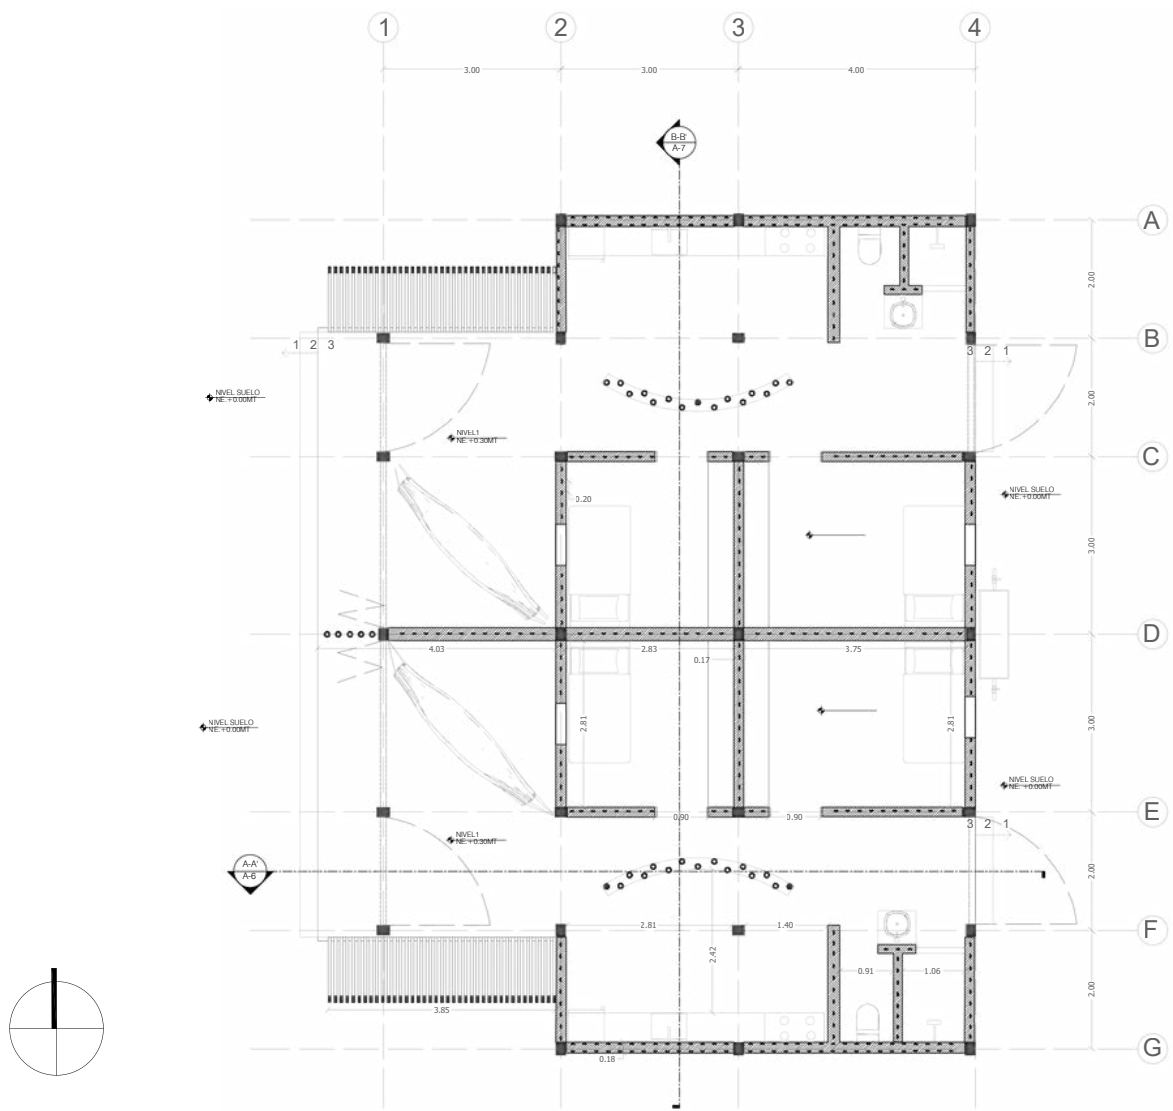 1 2 3 4
3.00 3.00 4.00
B-B'
A-7
A
2.00
B
1 2 3
3 2 1
2.00
NIVEL SUELO
NE.+0.00MT
NIVEL1
NE.+0.30MT
C
0.20
NIVEL SUELO
NE.+0.00MT
3.00
D
4.03 2.83 3.75
0.17
2.81 2.81
3.00
NIVEL SUELO
NE.+0.00MT
NIVEL SUELO
NE.+0.00MT
E
0.90 0.90
3 2 1
NIVEL1
NE.+0.30MT
A-A'
A-6
2.00
2.81 1.40
F
2.42
0.91 1.06
2.00
3.85
G
0.18